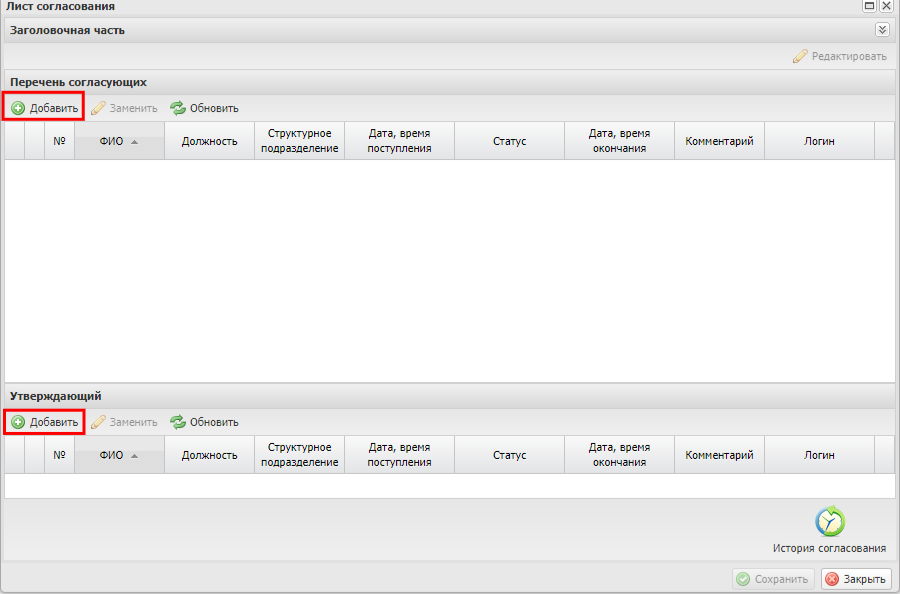 Лист согласования
Заголовочная часть
Редактировать
Перечень согласующих
Добавить Заменить Обновить
№ ФИО Должность Структурное подразделение Дата, время поступления Статус Дата, время окончания Комментарий Логин
Утверждающий
Добавить Заменить Обновить
№ ФИО Должность Структурное подразделение Дата, время поступления Статус Дата, время окончания Комментарий Логин
История согласования
Сохранить Закрыть